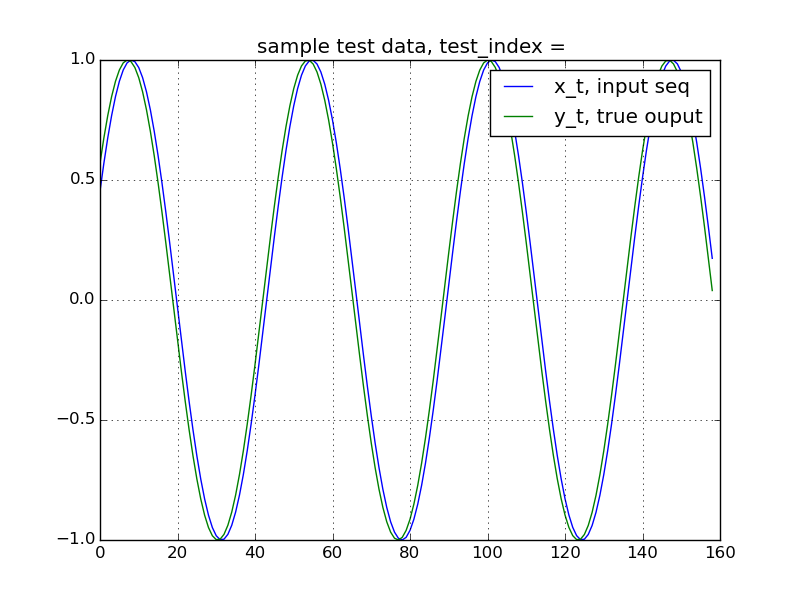 sample test data, test_index =
x_t, input seq
y_t, true ouput
1.0
0.5
0.0
−0.5
−1.0
0 20 40 60 80 100 120 140 160